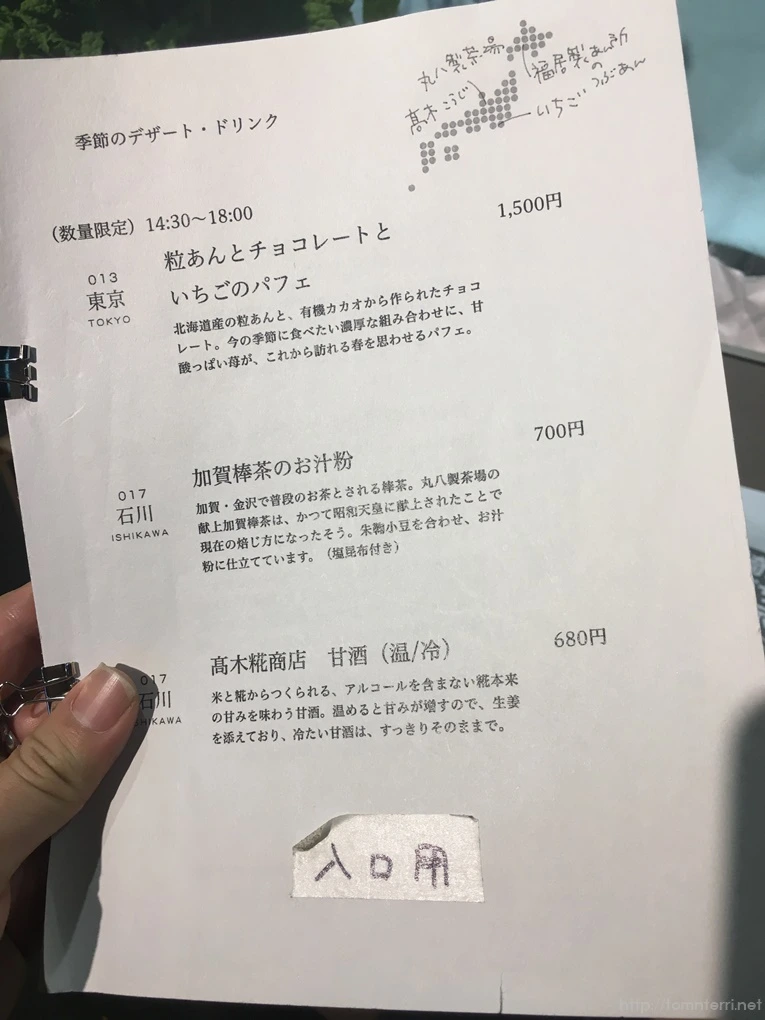 丸八製茶場
髙木こうじ
福居製あん所
の
つぶあん
いちご
季節のデザート・ドリンク
(数量限定) 14:30〜18:00
1,500円
013
東京
TOKYO
粒あんとチョコレートと
いちごのパフェ
北海道産の粒あんと、有機カカオから作られたチョコ
レート。今の季節に食べたい濃厚な組み合わせに、甘
酸っぱい苺が、これから訪れる春を思わせるパフェ。
700円
017
石川
ISHIKAWA
加賀棒茶のお汁粉
加賀・金沢で普段のお茶とされる棒茶。丸八製茶場の
献上加賀棒茶は、かつて昭和天皇に献上されたことで
現在の焙じ方になったそう。朱鞠小豆を合わせ、お汁
粉に仕立てています。(塩昆布付き)
680円
017
石川
SHIKAWA
髙木糀商店 甘酒(温/冷)
米と糀からつくられる、アルコールを含まない糀本来
の甘みを味わう甘酒。温めると甘みが増すので、生姜
を添えており、冷たい甘酒は、すっきりそのままで。
入口用
http://tomnterri.net